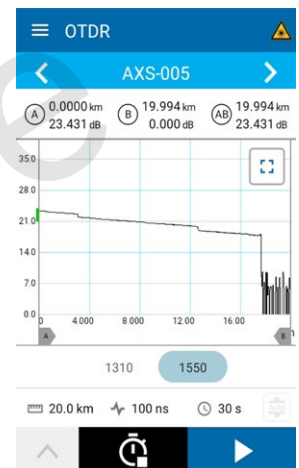 OTDR
AXS-005
A 0.0000 km B 19.994 km AB 19.994 km
23.431 dB 0.000 dB 23.431 dB
35.0
28.0
21.0
14.0
7.0
0.0
0 4.000 8.000 12.00 16.00
A B
1310 1550
20.0 km 100 ns 30 s